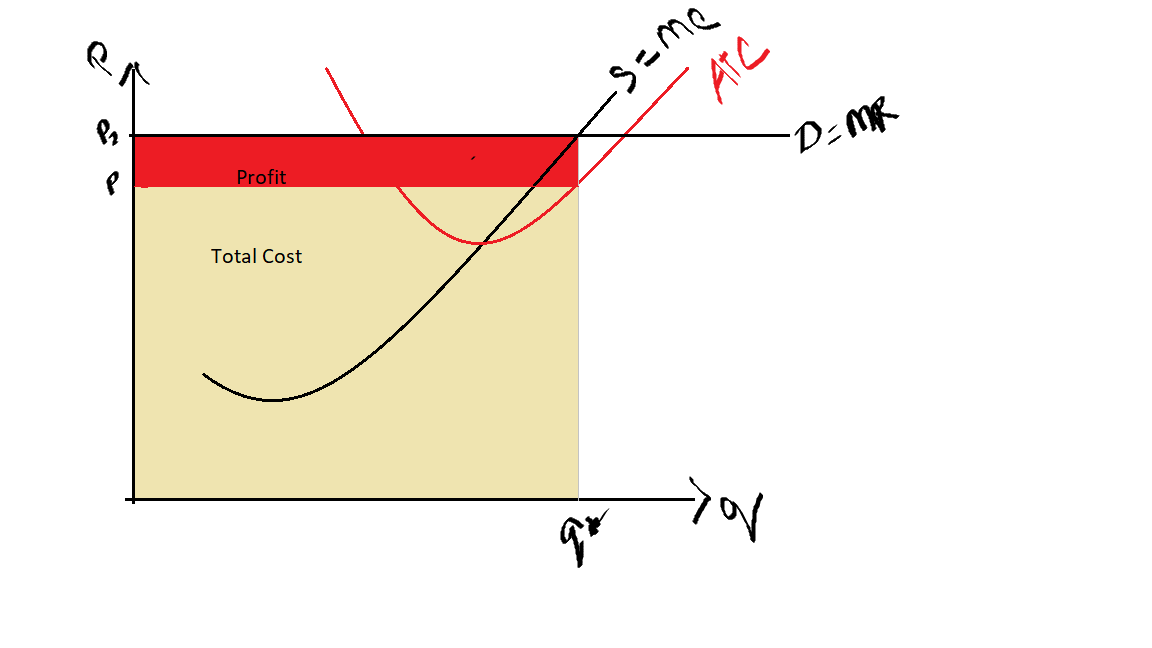 P
S=MC
ATC
P₂
D=MR
P
Profit
Total Cost
q*
q